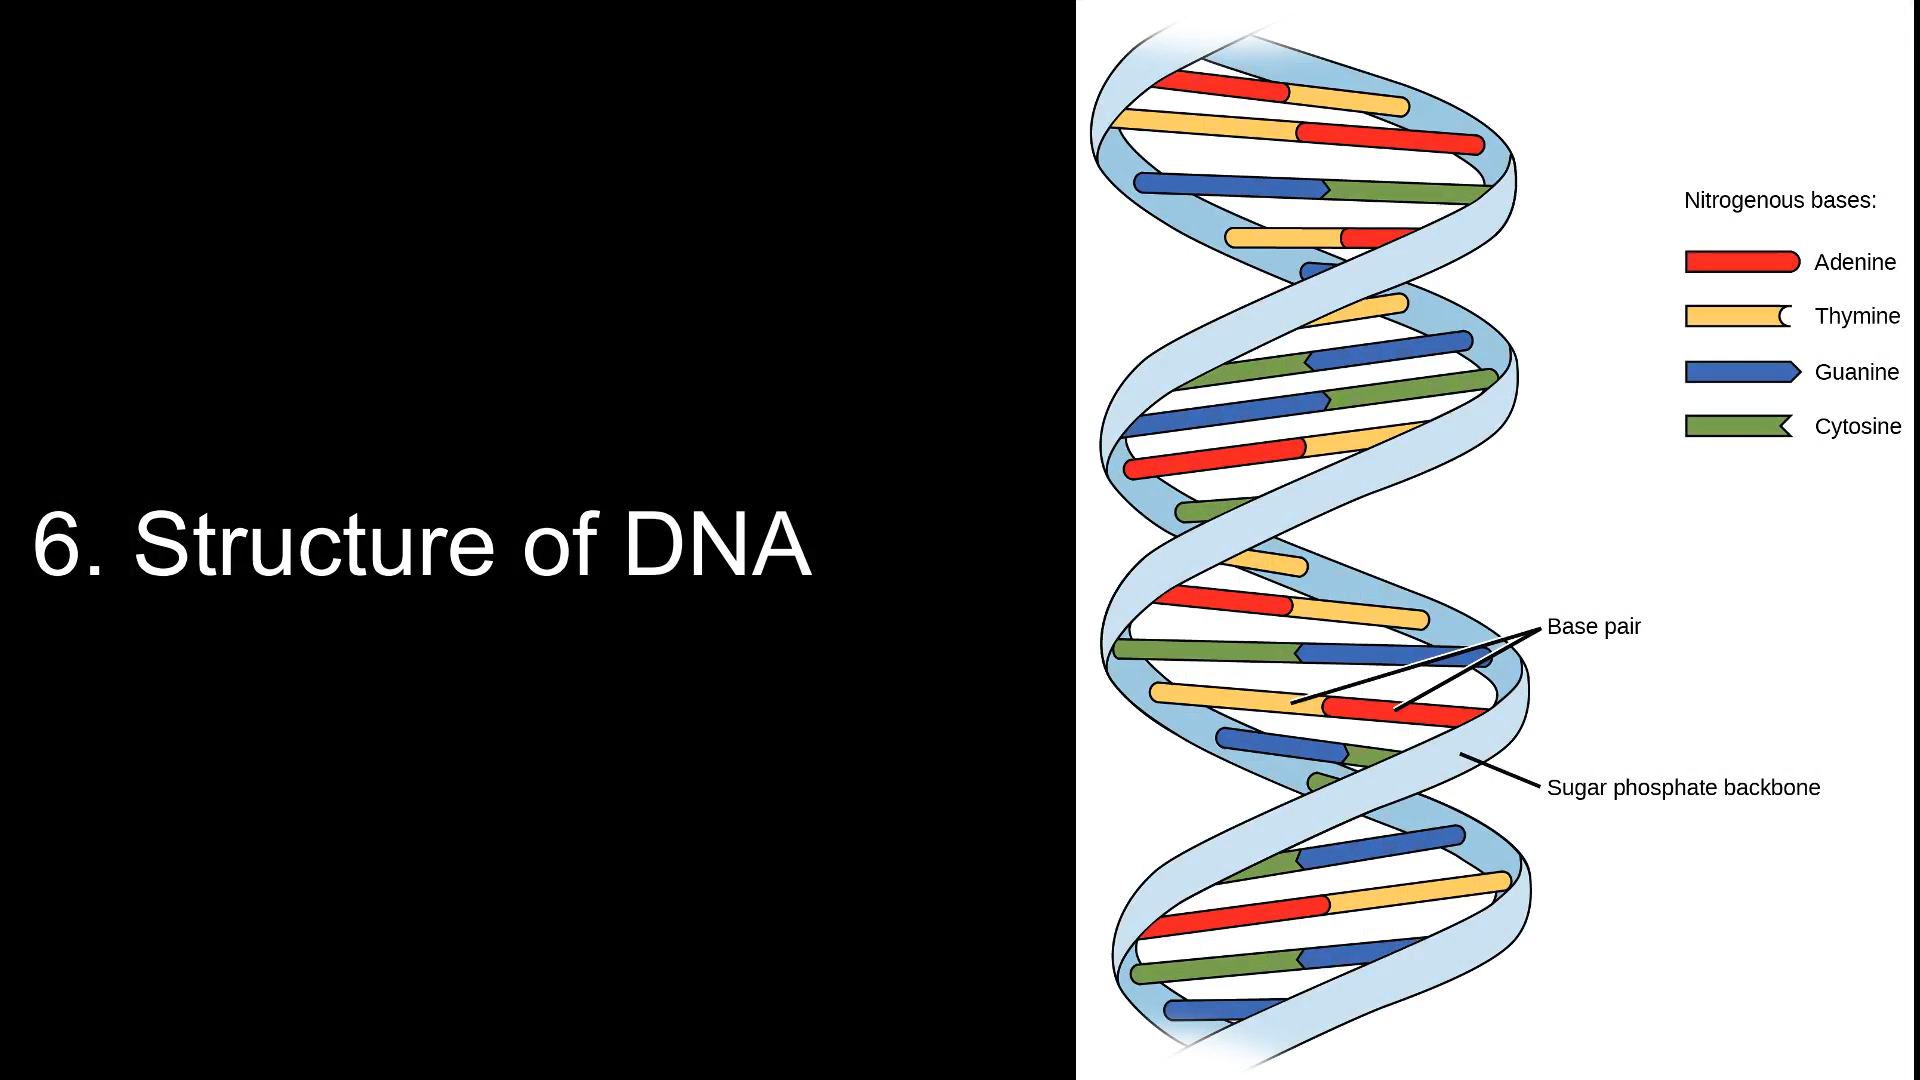 6. Structure of DNA
Nitrogenous bases:
Adenine
Thymine
Guanine
Cytosine
Base pair
Sugar phosphate backbone